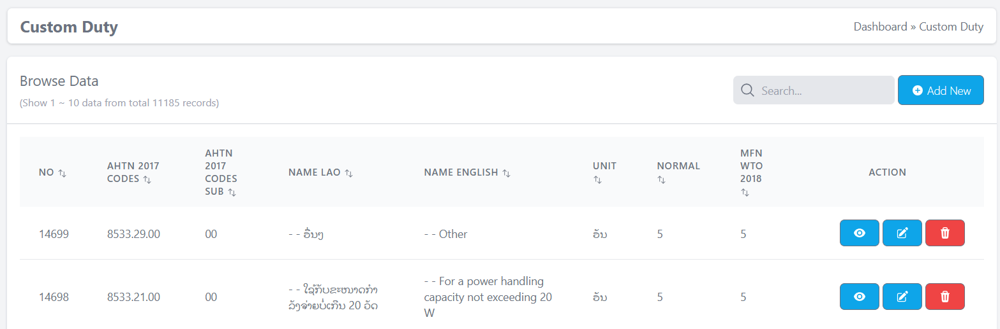 Custom Duty
Dashboard » Custom Duty
Browse Data
(Show 1 ~ 10 data from total 11185 records)
Search...
Add New
NO
AHTN 2017
CODES
AHTN
2017
CODES
SUB
NAME LAO
NAME ENGLISH
UNIT
NORMAL
MFN
WTO
2018
ACTION
14699 8533.29.00 00 - - ອື່ນໆ - - Other ອັນ 5 5
14698 8533.21.00 00
- - ໃຊ້ກັບຂະໜາດກຳ
ລັງຈ່າຍບໍ່ເກີນ 20 ວັດ
- - For a power handling
capacity not exceeding 20
W
ອັນ 5 5